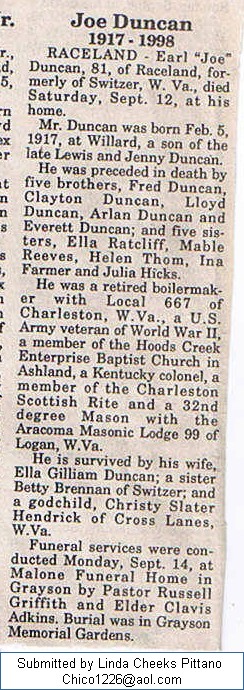 r.
Joe Duncan
1917 - 1998
RACELAND - Earl "Joe"
Duncan, 81, of Raceland, for-
merly of Switzer, W. Va., died
Saturday, Sept. 12, at his
home.
Mr. Duncan was born Feb. 5,
1917, at Willard, a son of the
late Lewis and Jenny Duncan.
He was preceded in death by
five brothers, Fred Duncan,
Clayton Duncan, Lloyd
Duncan, Arlan Duncan and
Everett Duncan; and five sis-
ters, Ella Ratcliff, Mable
Reeves, Helen Thom, Ina
Farmer and Julia Hicks.
He was a retired boilermak-
er with Local 667 of
Charleston, W.Va., a U.S.
Army veteran of World War II,
a member of the Hoods Creek
Enterprise Baptist Church in
Ashland, a Kentucky colonel, a
member of the Charleston
Scottish Rite and a 32nd
degree Mason with the
Aracoma Masonic Lodge 99 of
Logan, W.Va.
He is survived by his wife,
Ella Gilliam Duncan; a sister
Betty Brennan of Switzer; and
a godchild, Christy Slater
Hendrick of Cross Lanes,
W.Va.
Funeral services were con-
ducted Monday, Sept. 14, at
Malone Funeral Home in
Grayson by Pastor Russell
Griffith and Elder Clavis
Adkins. Burial was in Grayson
Memorial Gardens.
Submitted by Linda Cheeks Pittano
Chico1226@aol.com